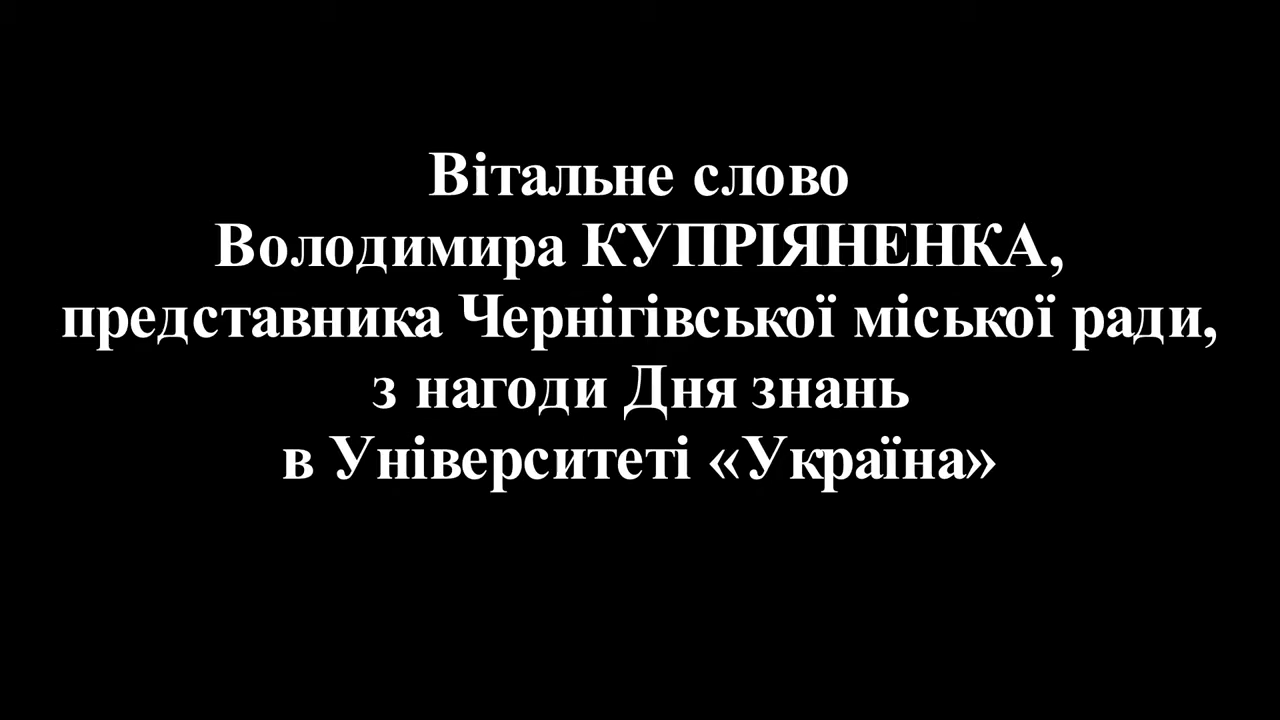 Вітальне слово
Володимира КУПРІЯНЕНКА,
представника Чернігівської міської ради,
з нагоди Дня знань
в Університеті «Україна»